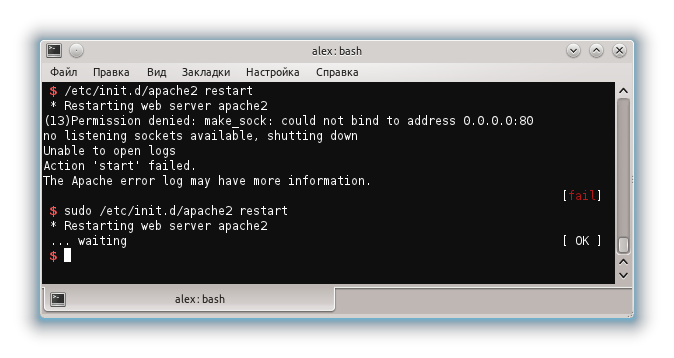 alex: bash
Файл Правка Вид Закладки Настройка Справка
$ /etc/init.d/apache2 restart
* Restarting web server apache2
(13)Permission denied: make_sock: could not bind to address 0.0.0.0:80
no listening sockets available, shutting down
Unable to open logs
Action 'start' failed.
The Apache error log may have more information.
[fail]
$ sudo /etc/init.d/apache2 restart
* Restarting web server apache2
... waiting [ OK ]
$
alex: bash